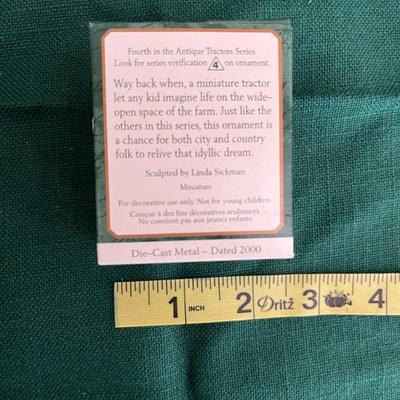 Fourth in the Antique Tractors Series.
Look for series verification 4 on ornament.
Way back when, a miniature tractor
let any kid imagine life on the wide–
open space of the farm. Just like the
others in this series, this ornament is
a chance for both city and country
folk to relive that idyllic dream.
Sculpted by Linda Sickman
Miniature
For decorative use only. Not for young children.
Conçue à des fins décoratives seulement.
Ne convient pas aux jeunes enfants.
Die–Cast Metal – Dated 2000
1 INCH 2 Dritz 3 4